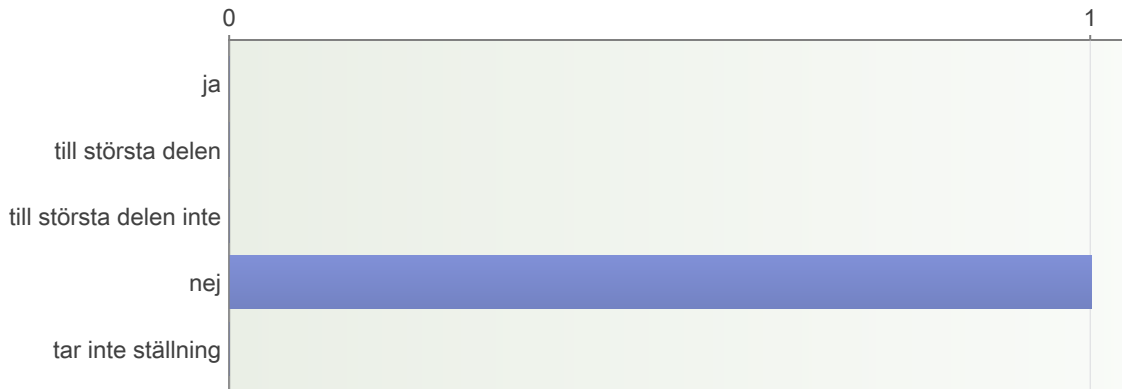 0 1
ja
till största delen
till största delen inte
nej
tar inte ställning